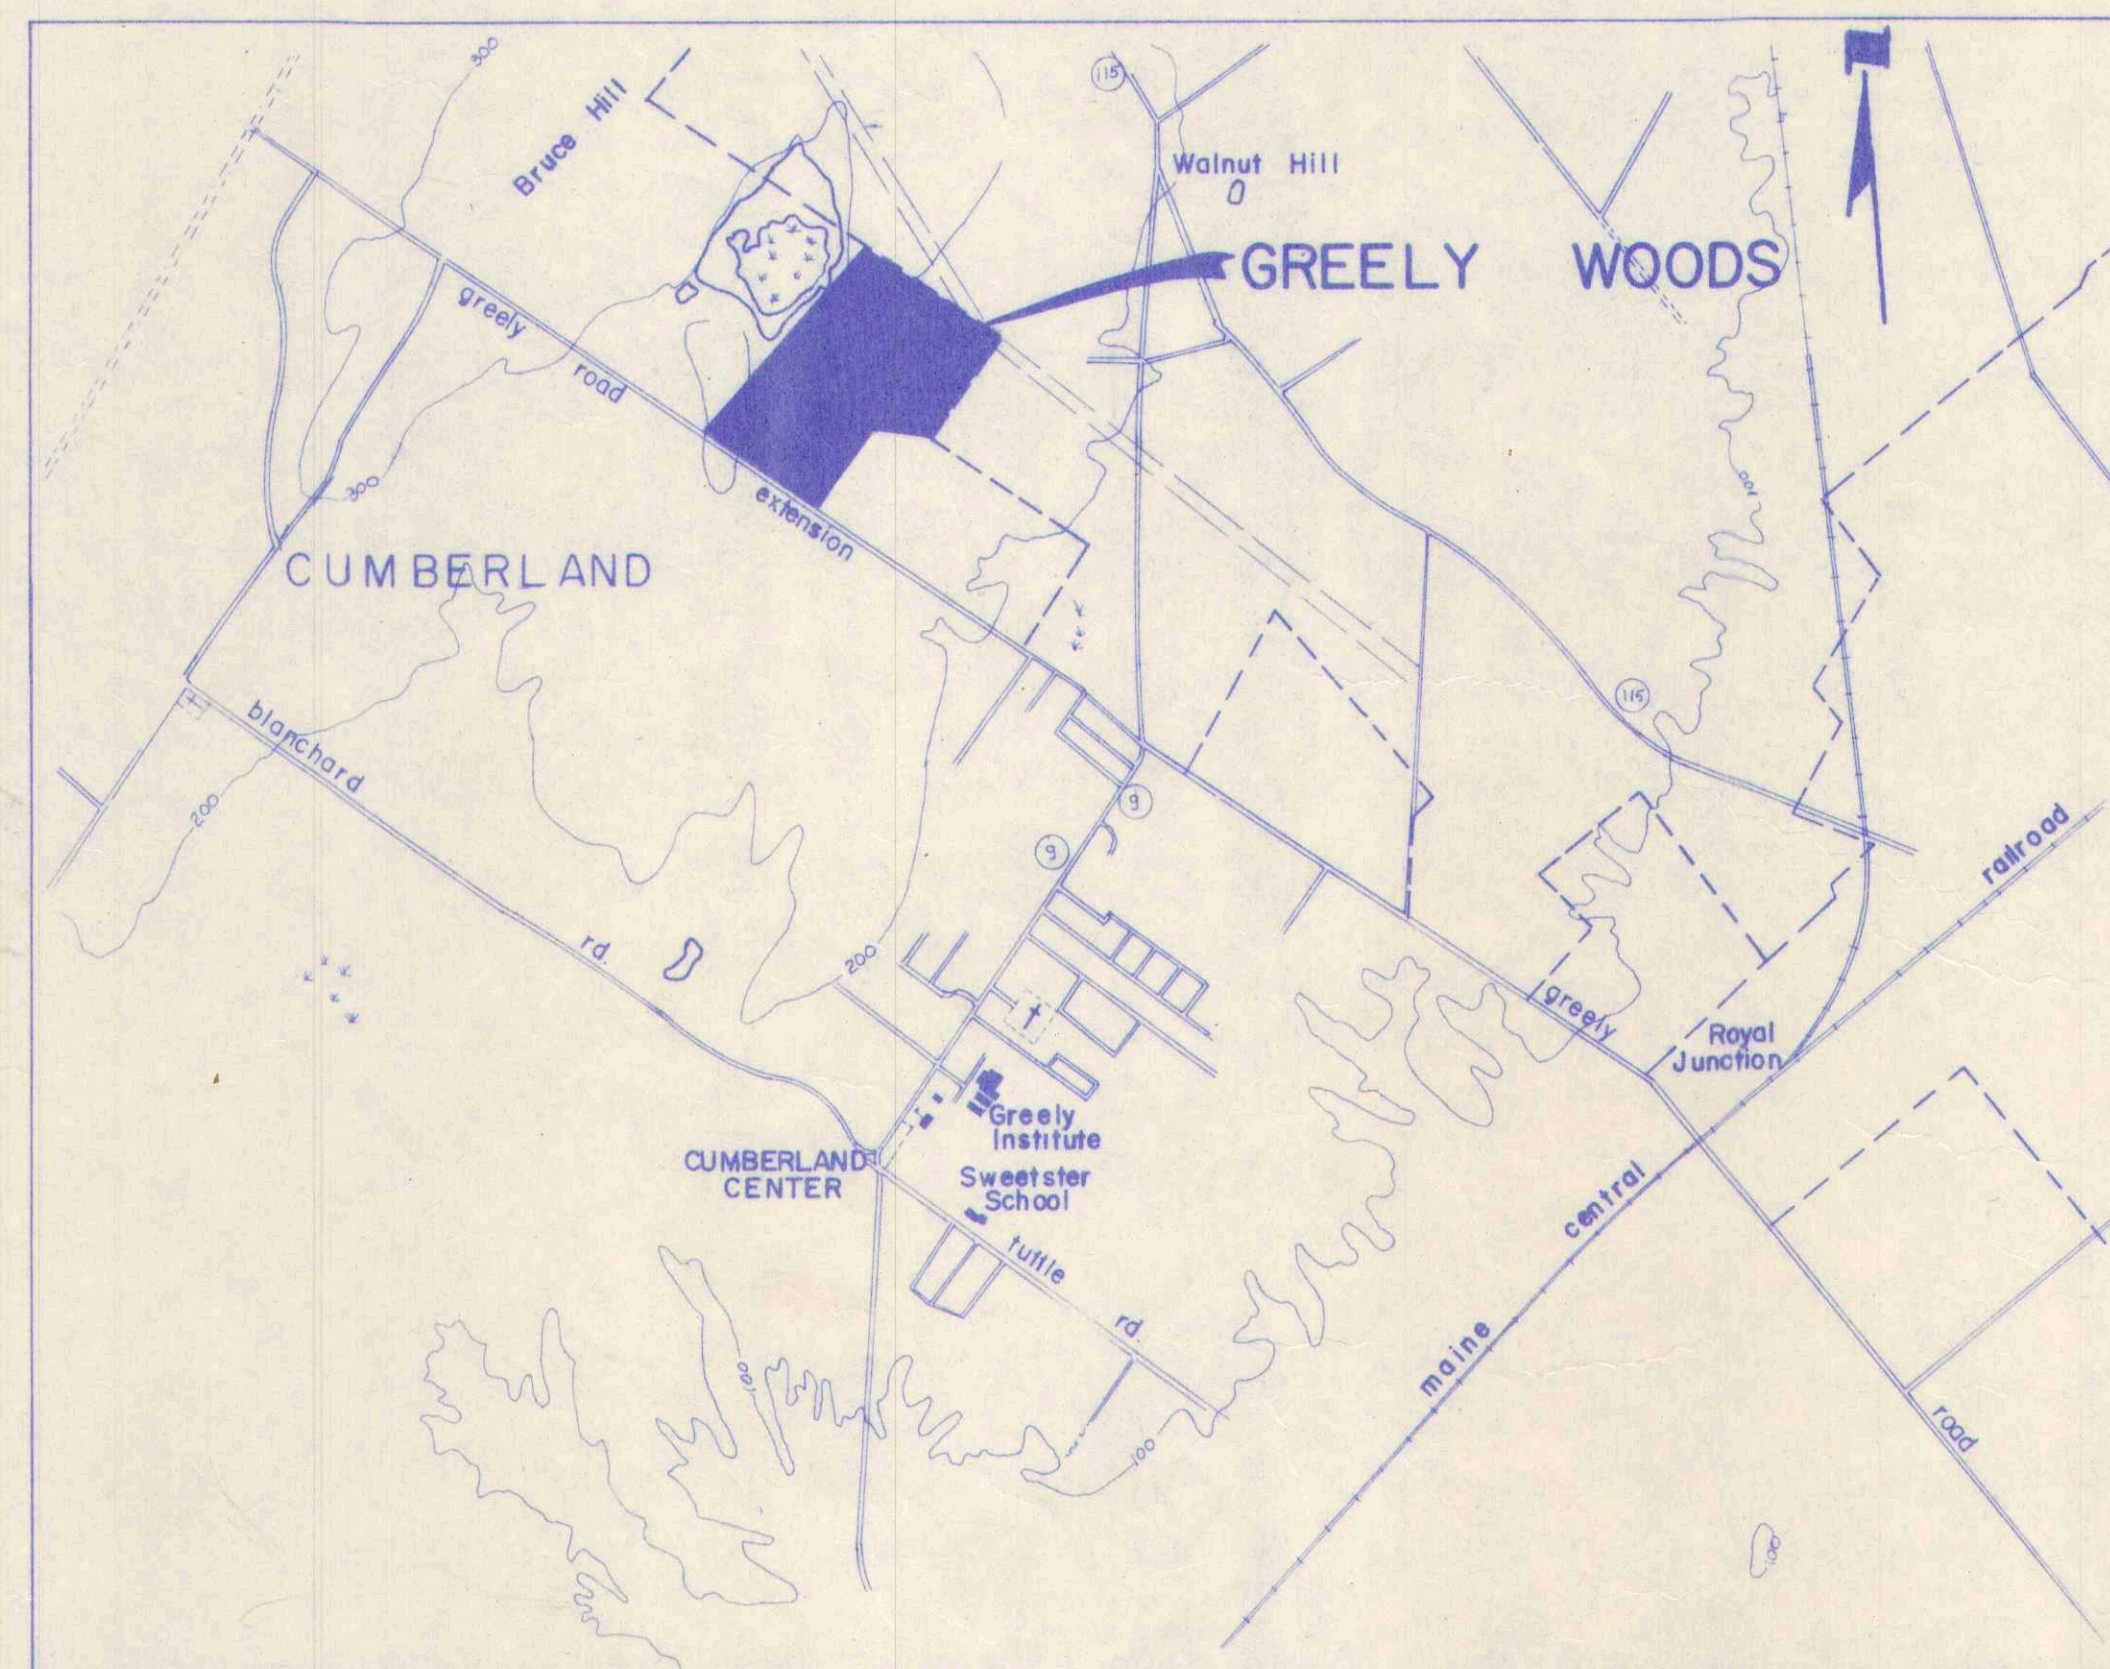 300
115
Bruce Hill
Walnut Hill
GREELY WOODS
greely road extension
300
100
CUMBERLAND
115
blanchard rd.
200
9
9
railroad
200
greely
Royal
Junction
Greely
Institute
CUMBERLAND
CENTER
Sweetster
School
central
tuttle rd.
maine
100
road
100
100